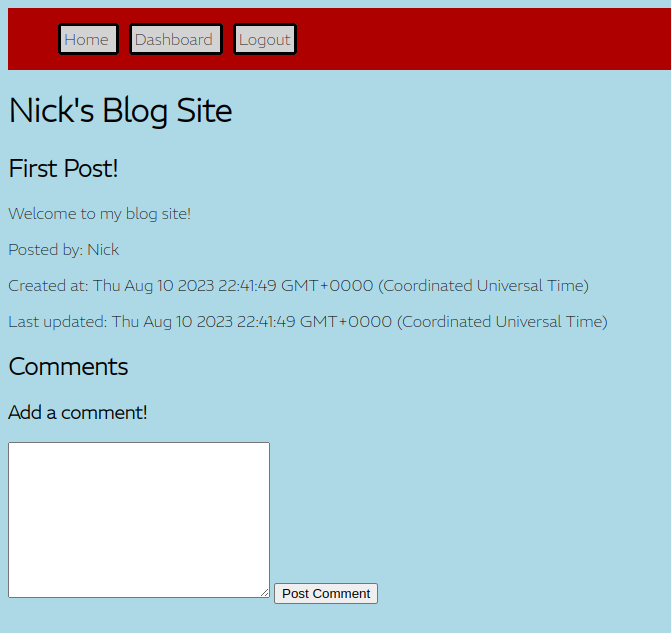 Home Dashboard Logout
Nick's Blog Site
First Post!
Welcome to my blog site!
Posted by: Nick
Created at: Thu Aug 10 2023 22:41:49 GMT+0000 (Coordinated Universal Time)
Last updated: Thu Aug 10 2023 22:41:49 GMT+0000 (Coordinated Universal Time)
Comments
Add a comment!
Post Comment